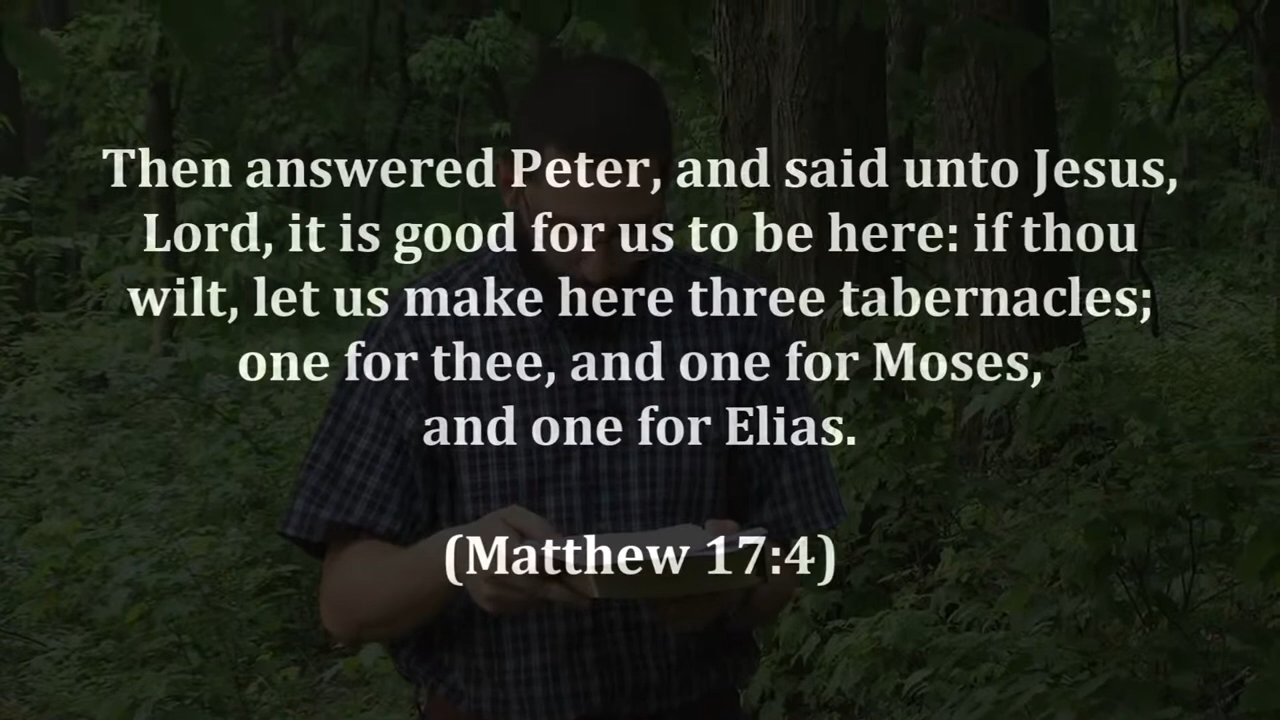 Then answered Peter, and said unto Jesus,
Lord, it is good for us to be here: if thou
wilt, let us make here three tabernacles;
one for thee, and one for Moses,
and one for Elias.
(Matthew 17:4)